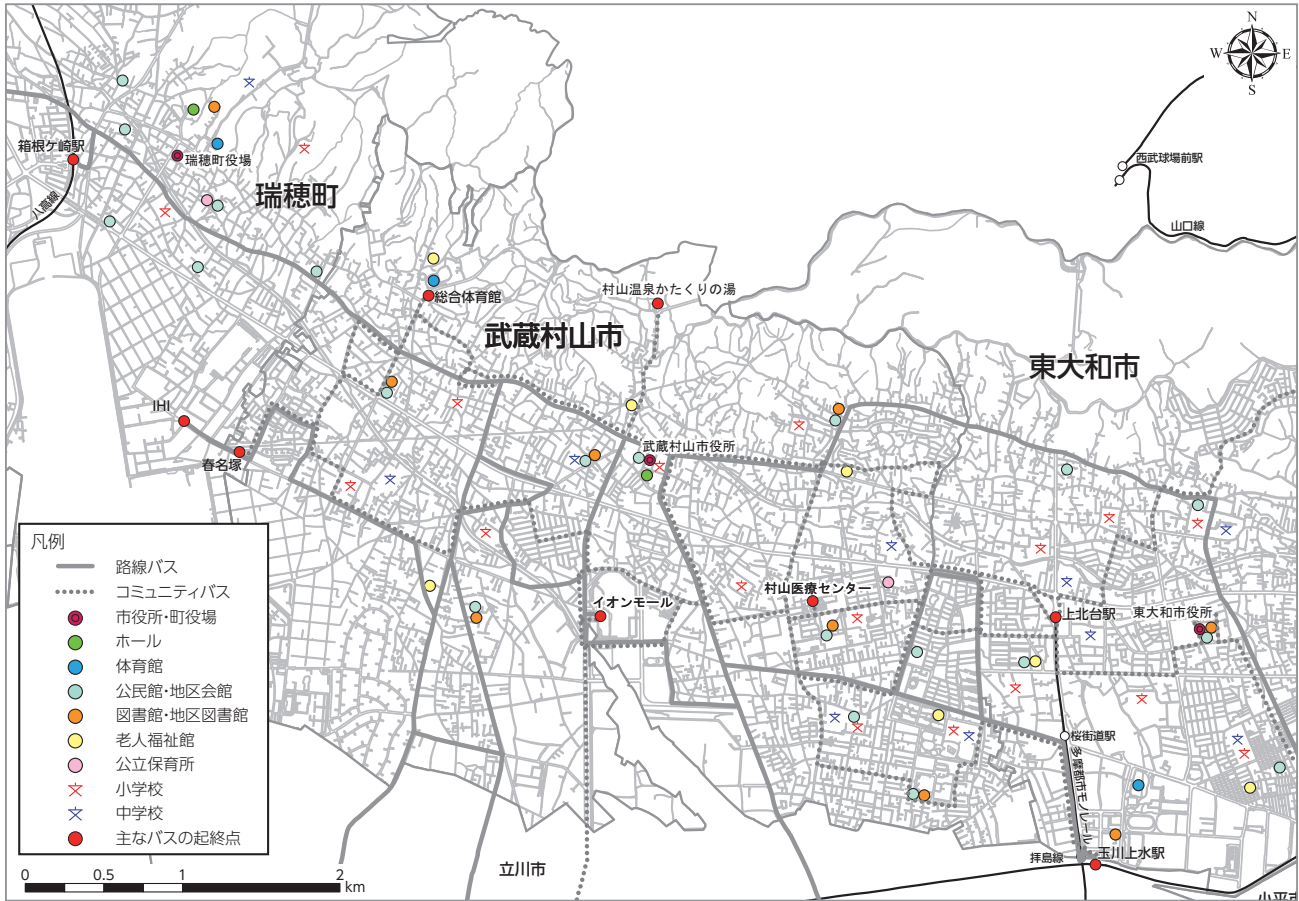 N
W
E
S
箱根ケ崎駅
瑞穂町役場
西武球場前駅
八高線
瑞穂町
山口線
総合体育館
村山温泉かたくりの湯
武蔵村山市
東大和市
IHI
春名塚
武蔵村山市役所
村山医療センター
イオンモール
上北台駅
東大和市役所
桜街道駅
多摩都市モノレール
拝島線
玉川上水駅
立川市
小平市
凡例
路線バス
コミュニティバス
市役所・町役場
ホール
体育館
公民館・地区会館
図書館・地区図書館
老人福祉館
公立保育所
小学校
中学校
主なバスの起終点
0 0.5 1 2
km